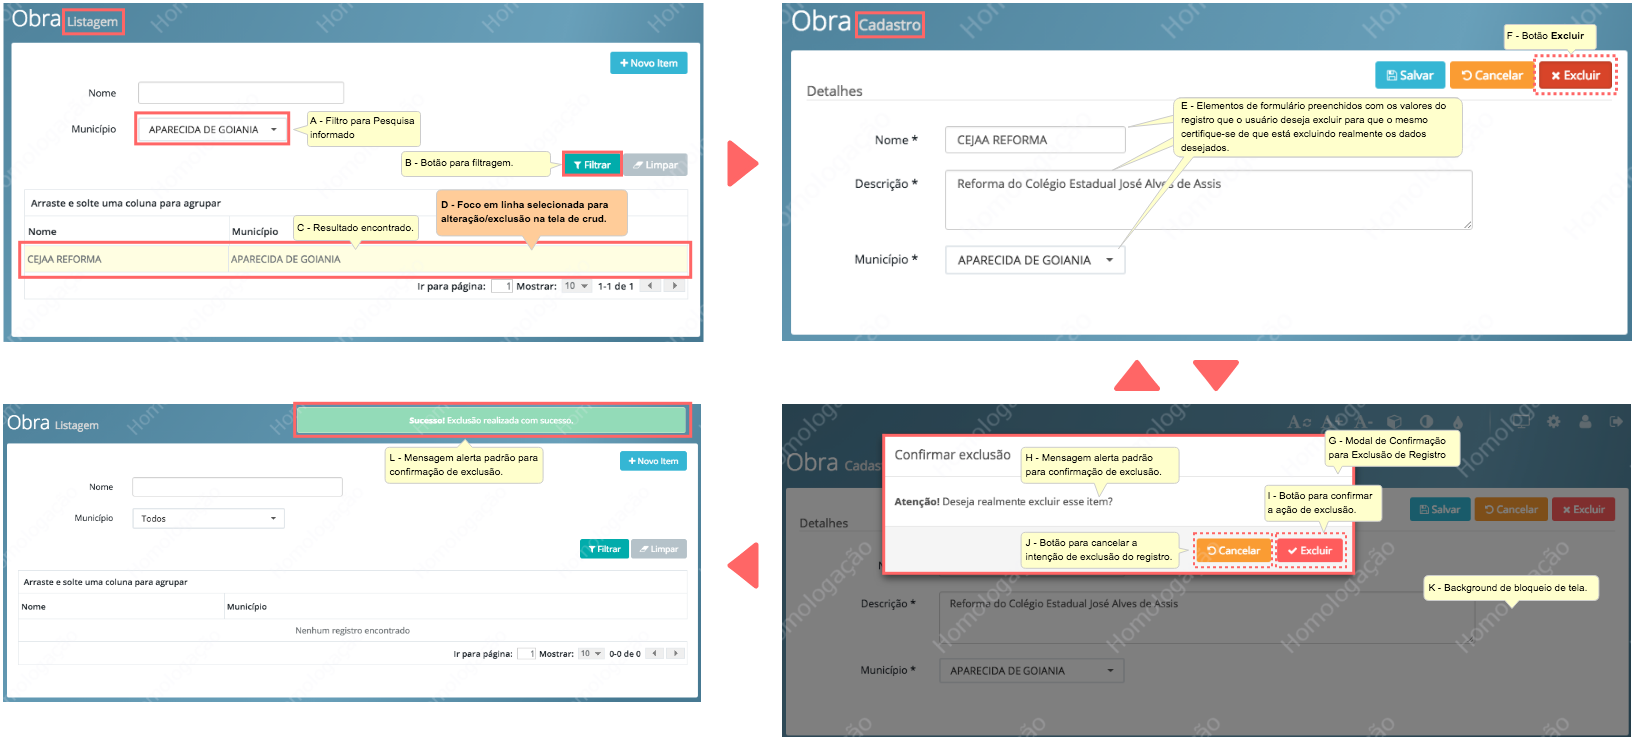 Obra Listagem
+ Novo Item
Nome
Município
APARECIDA DE GOIANIA
A - Filtro para Pesquisa
informado
B - Botão para filtragem.
Filtrar
Limpar
Arraste e solte uma coluna para agrupar
D - Foco em linha selecionada para
alteração/exclusão na tela de crud.
C - Resultado encontrado.
Nome
Município
CEJAA REFORMA
APARECIDA DE GOIANIA
Ir para página: 1 Mostrar: 10 1-1 de 1
Obra Cadastro
F - Botão Excluir
Salvar
Cancelar
Excluir
Detalhes
E - Elementos de formulário preenchidos com os valores do
registro que o usuário deseja excluir para que o mesmo
certifique-se de que está excluindo realmente os dados
desejados.
Nome *
CEJAA REFORMA
Descrição *
Reforma do Colégio Estadual José Alves de Assis
Município *
APARECIDA DE GOIANIA
Obra Listagem
Sucesso! Exclusão realizada com sucesso.
L - Mensagem alerta padrão para
confirmação de exclusão.
+ Novo Item
Nome
Município
Todos
Filtrar
Limpar
Arraste e solte uma coluna para agrupar
Nome
Município
Nenhum registro encontrado
Ir para página: 1 Mostrar: 10 0-0 de 0
Obra Cadas
Confirmar exclusão
G - Modal de Confirmação
para Exclusão de Registro
H - Mensagem alerta padrão
para confirmação de exclusão.
Atenção! Deseja realmente excluir esse item?
I - Botão para confirmar
a ação de exclusão.
J - Botão para cancelar a
intenção de exclusão do registro.
Cancelar
Excluir
Salvar
Cancelar
Excluir
Detalhes
K - Background de bloqueio de tela.
Descrição *
Reforma do Colégio Estadual José Alves de Assis
Município *
APARECIDA DE GOIANIA
Homologação
Homologação
Homologação
Homologação